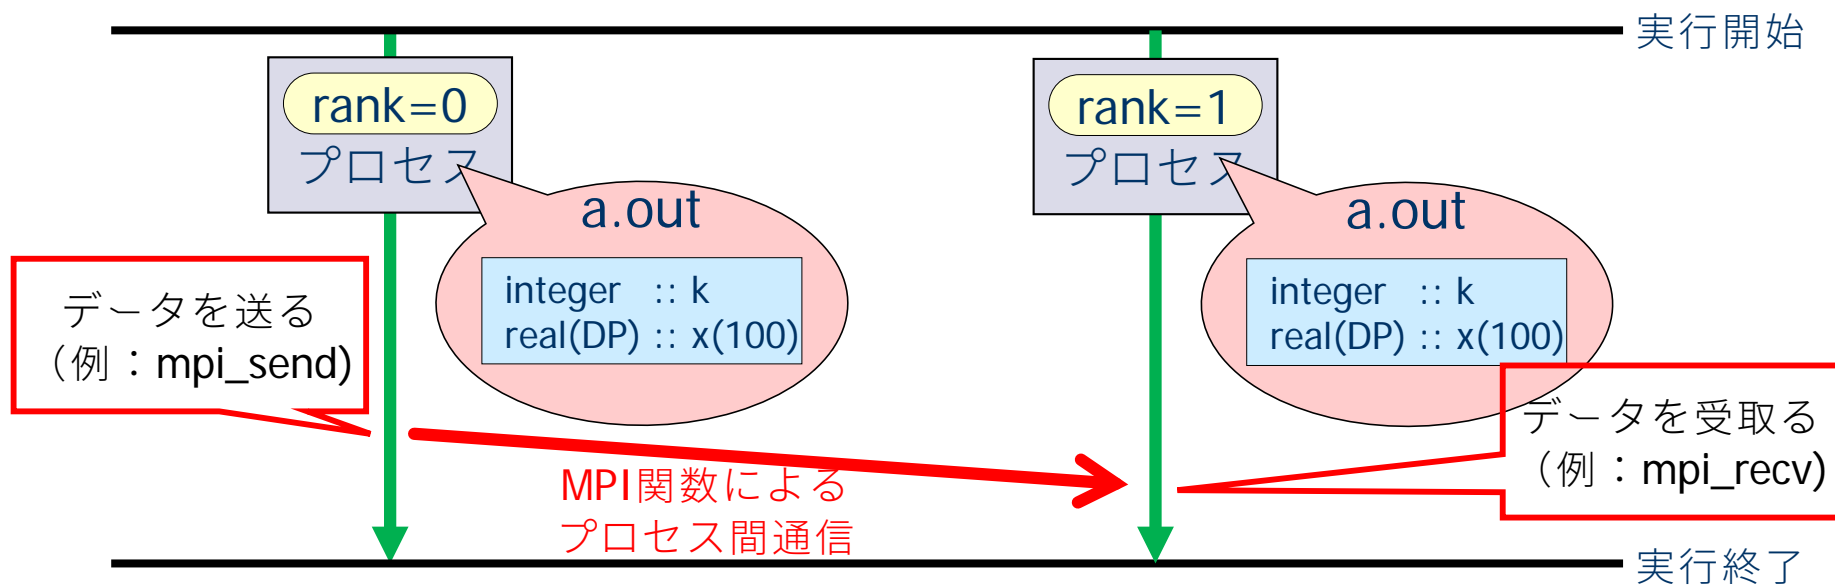 実行開始
rank=0
プロセス
rank=1
プロセス
a.out
integer :: k
real(DP) :: x(100)
a.out
integer :: k
real(DP) :: x(100)
データを送る
（例：mpi_send)
データを受取る
（例：mpi_recv)
MPI関数による
プロセス間通信
実行終了